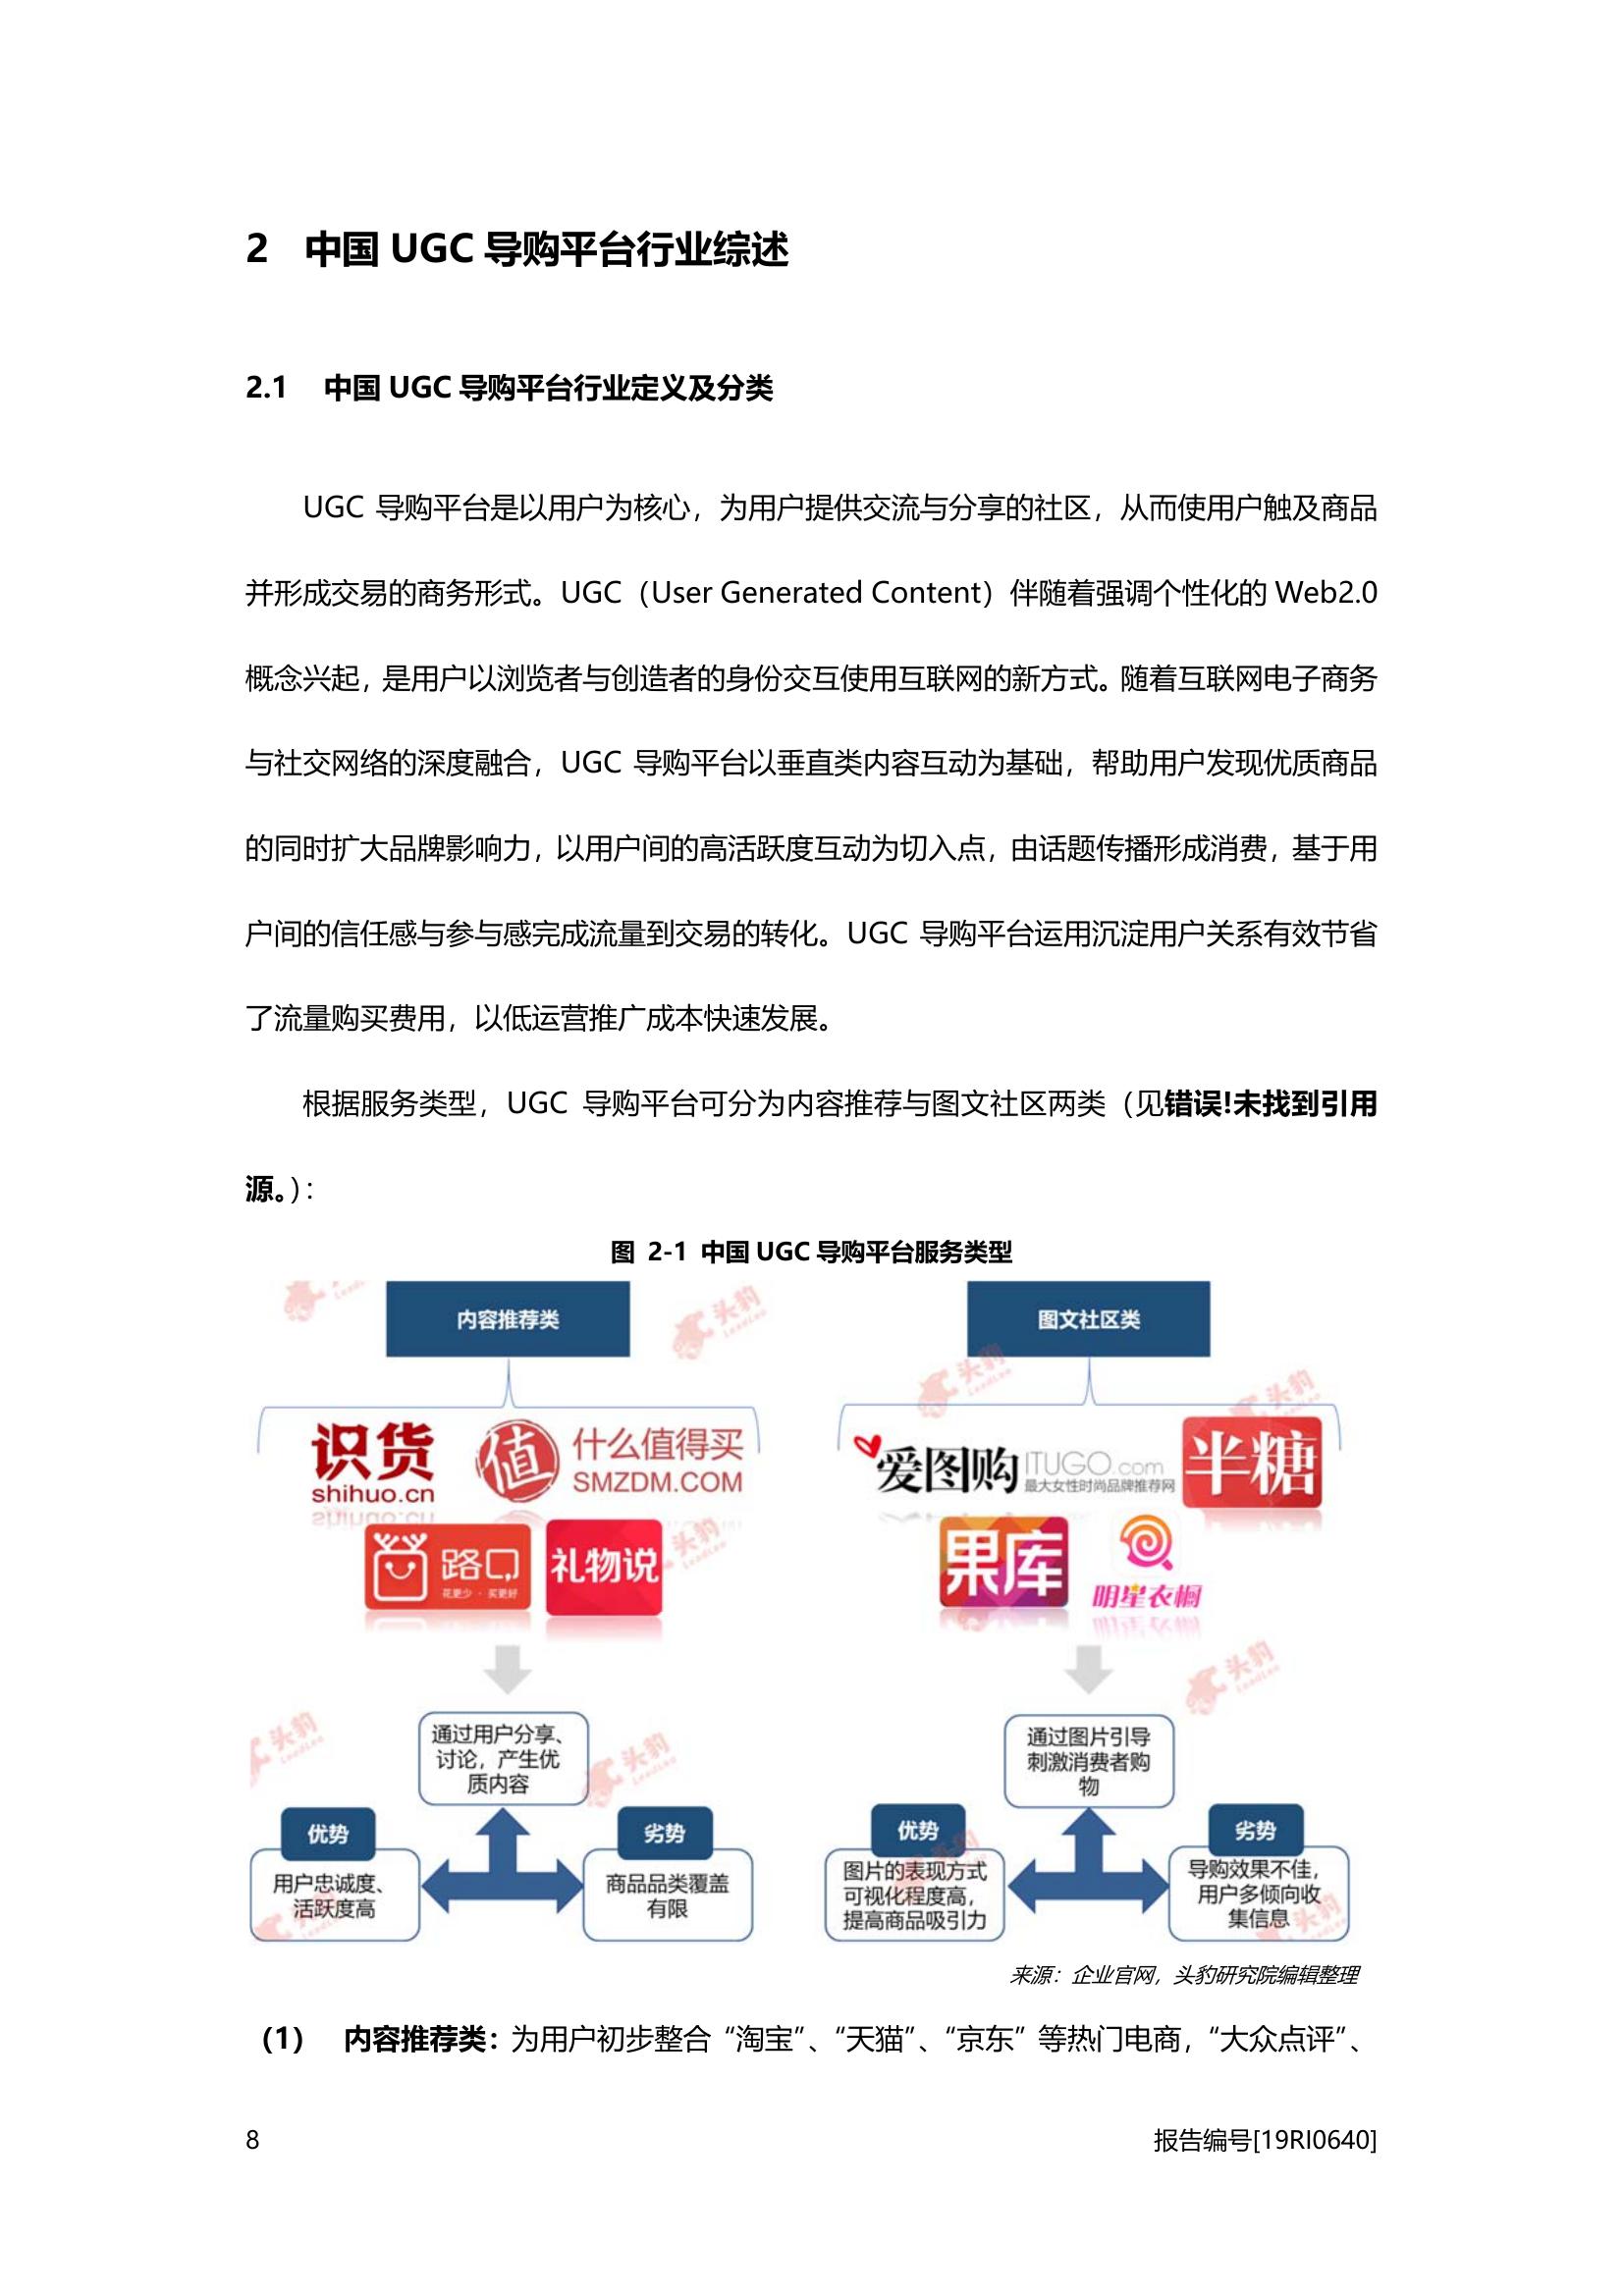 2 中国 UGC 导购平台行业综述
2.1 中国 UGC 导购平台行业定义及分类
UGC 导购平台是以用户为核心，为用户提供交流与分享的社区，从而使用户触及商品
并形成交易的商务形式。UGC（User Generated Content）伴随着强调个性化的 Web2.0
概念兴起，是用户以浏览者与创造者的身份交互使用互联网的新方式。随着互联网电子商务
与社交网络的深度融合，UGC 导购平台以垂直类内容互动为基础，帮助用户发现优质商品
的同时扩大品牌影响力，以用户间的高活跃度互动为切入点，由话题传播形成消费，基于用
户间的信任感与参与感完成流量到交易的转化。UGC 导购平台运用沉淀用户关系有效节省
了流量购买费用，以低运营推广成本快速发展。
根据服务类型，UGC 导购平台可分为内容推荐与图文社区两类（见错误!未找到引用
源。）：
图 2-1 中国 UGC 导购平台服务类型
内容推荐类
识货
shihuo.cn
值
什么值得买
SMZDM.COM
路口
花更少·买更好
礼物说
通过用户分享、
讨论，产生优
质内容
优势
用户忠诚度、
活跃度高
劣势
商品品类覆盖
有限
图文社区类
爱图购
ITUGO.com
最大女性时尚品牌推荐网
半糖
果库
明星衣橱
通过图片引导
刺激消费者购
物
优势
图片的表现方式
可视化程度高，
提高商品吸引力
劣势
导购效果不佳，
用户多倾向收
集信息
头豹
LeadLeo
来源：企业官网，头豹研究院编辑整理
（1） 内容推荐类：为用户初步整合“淘宝”、“天猫”、“京东”等热门电商，“大众点评”、
8
报告编号[19RI0640]